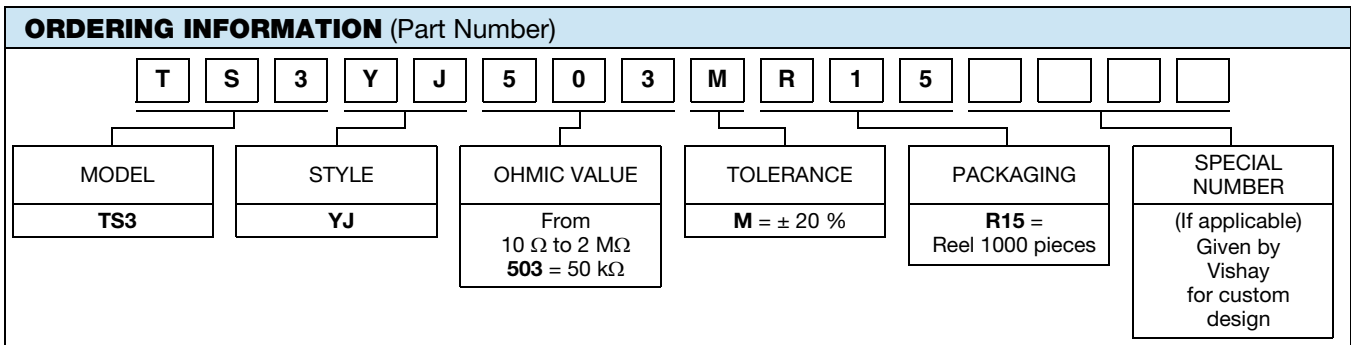 ORDERING INFORMATION (Part Number)
T S 3 Y J 5 0 3 M R 1 5
MODEL
TS3
STYLE
YJ
OHMIC VALUE
From
10 Ω to 2 MΩ
503 = 50 kΩ
TOLERANCE
M = ± 20 %
PACKAGING
R15 =
Reel 1000 pieces
SPECIAL
NUMBER
(If applicable)
Given by
Vishay
for custom
design